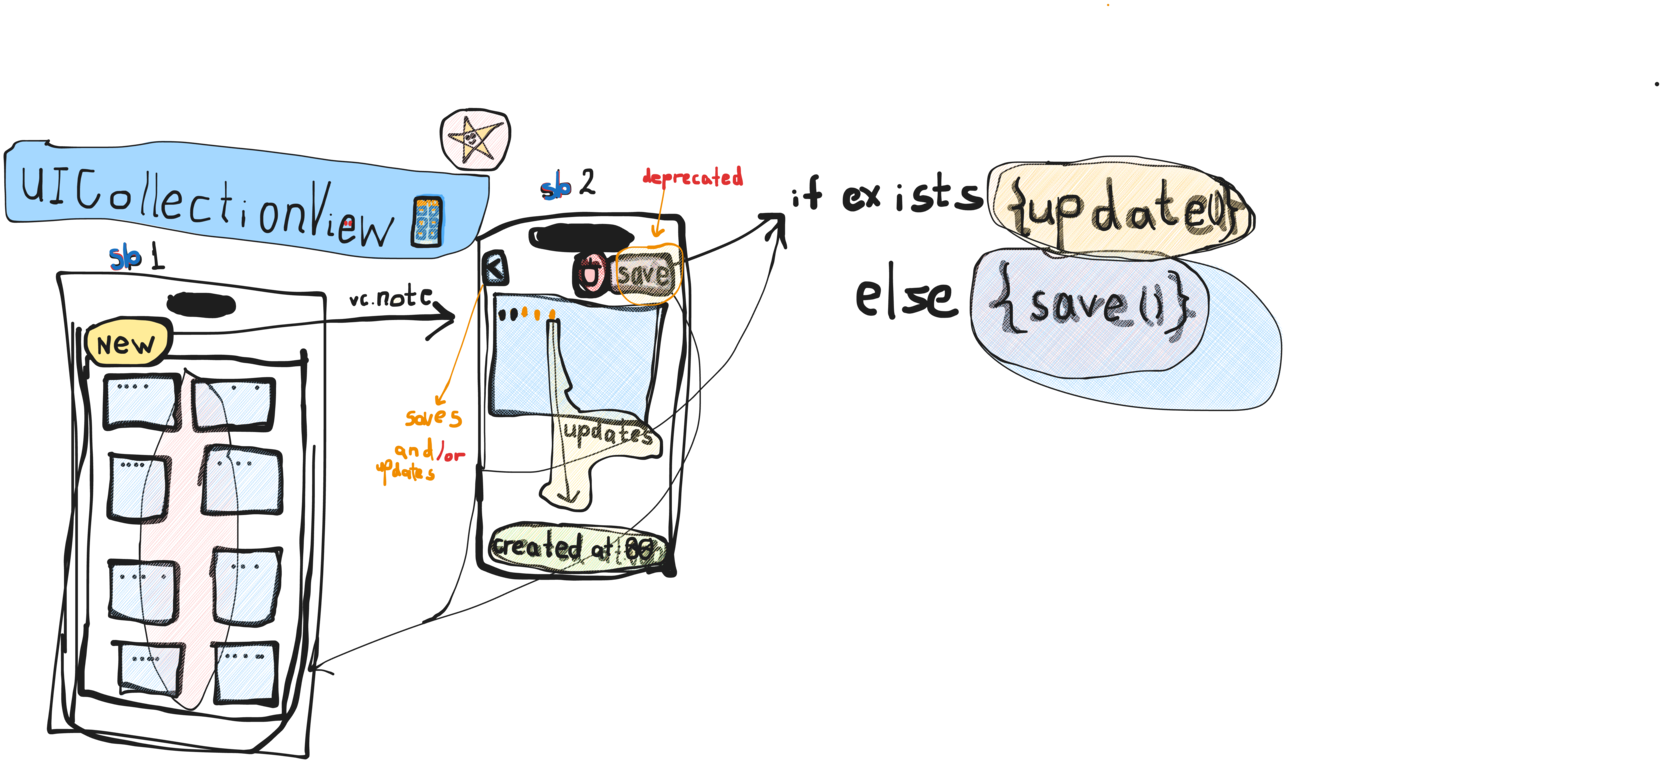 UICollectionView
sb 1
New
vc.note
sb 2
deprecated
<
save
saves
and/or
updates
updates
created at
if exists {update()}
else {save()}